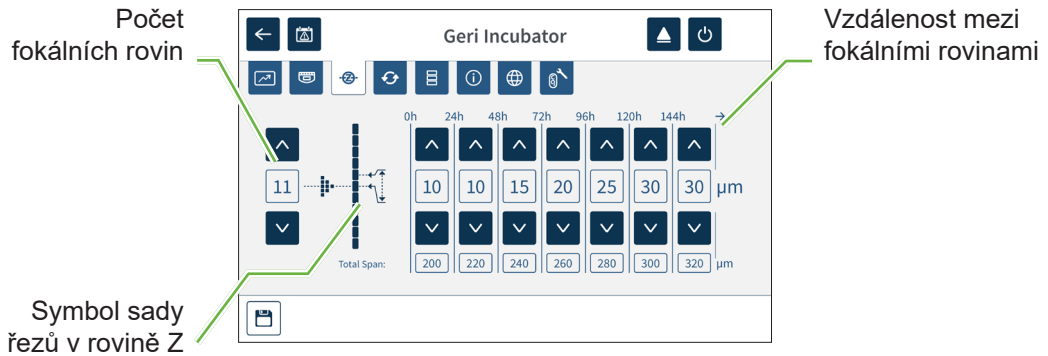 Počet
fokálních rovin
Geri Incubator
Vzdálenost mezi
fokálními rovinami
0h 24h 48h 72h 96h 120h 144h →
11 10 10 15 20 25 30 30 µm
Total Span: 200 220 240 260 280 300 320 µm
Symbol sady
řezů v rovině Z